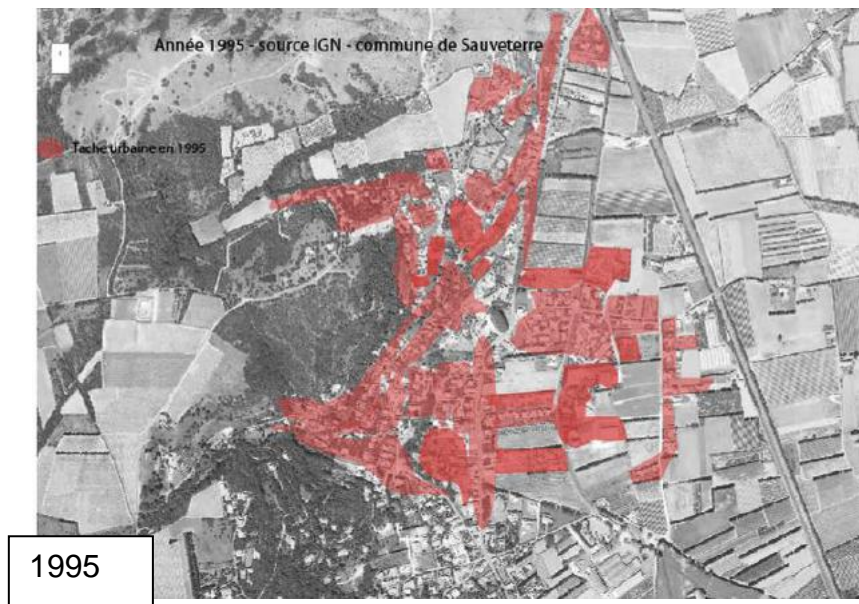 Année 1995 - source IGN - commune de Sauveterre
Tache urbaine en 1995
1995